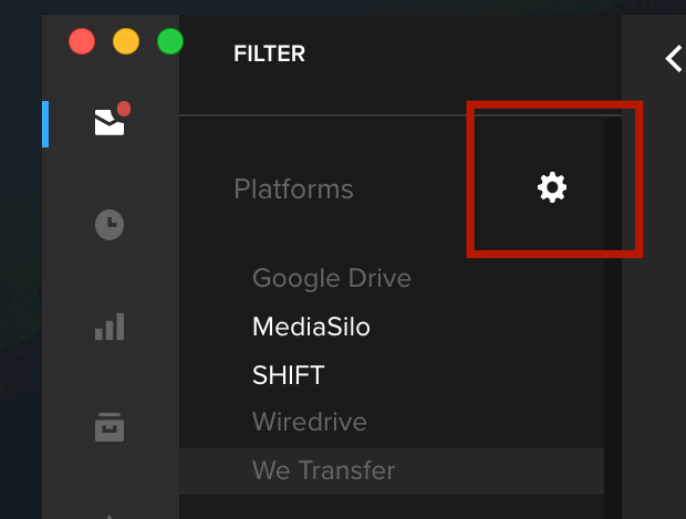 FILTER
Platforms
Google Drive
MediaSilo
SHIFT
Wiredrive
We Transfer